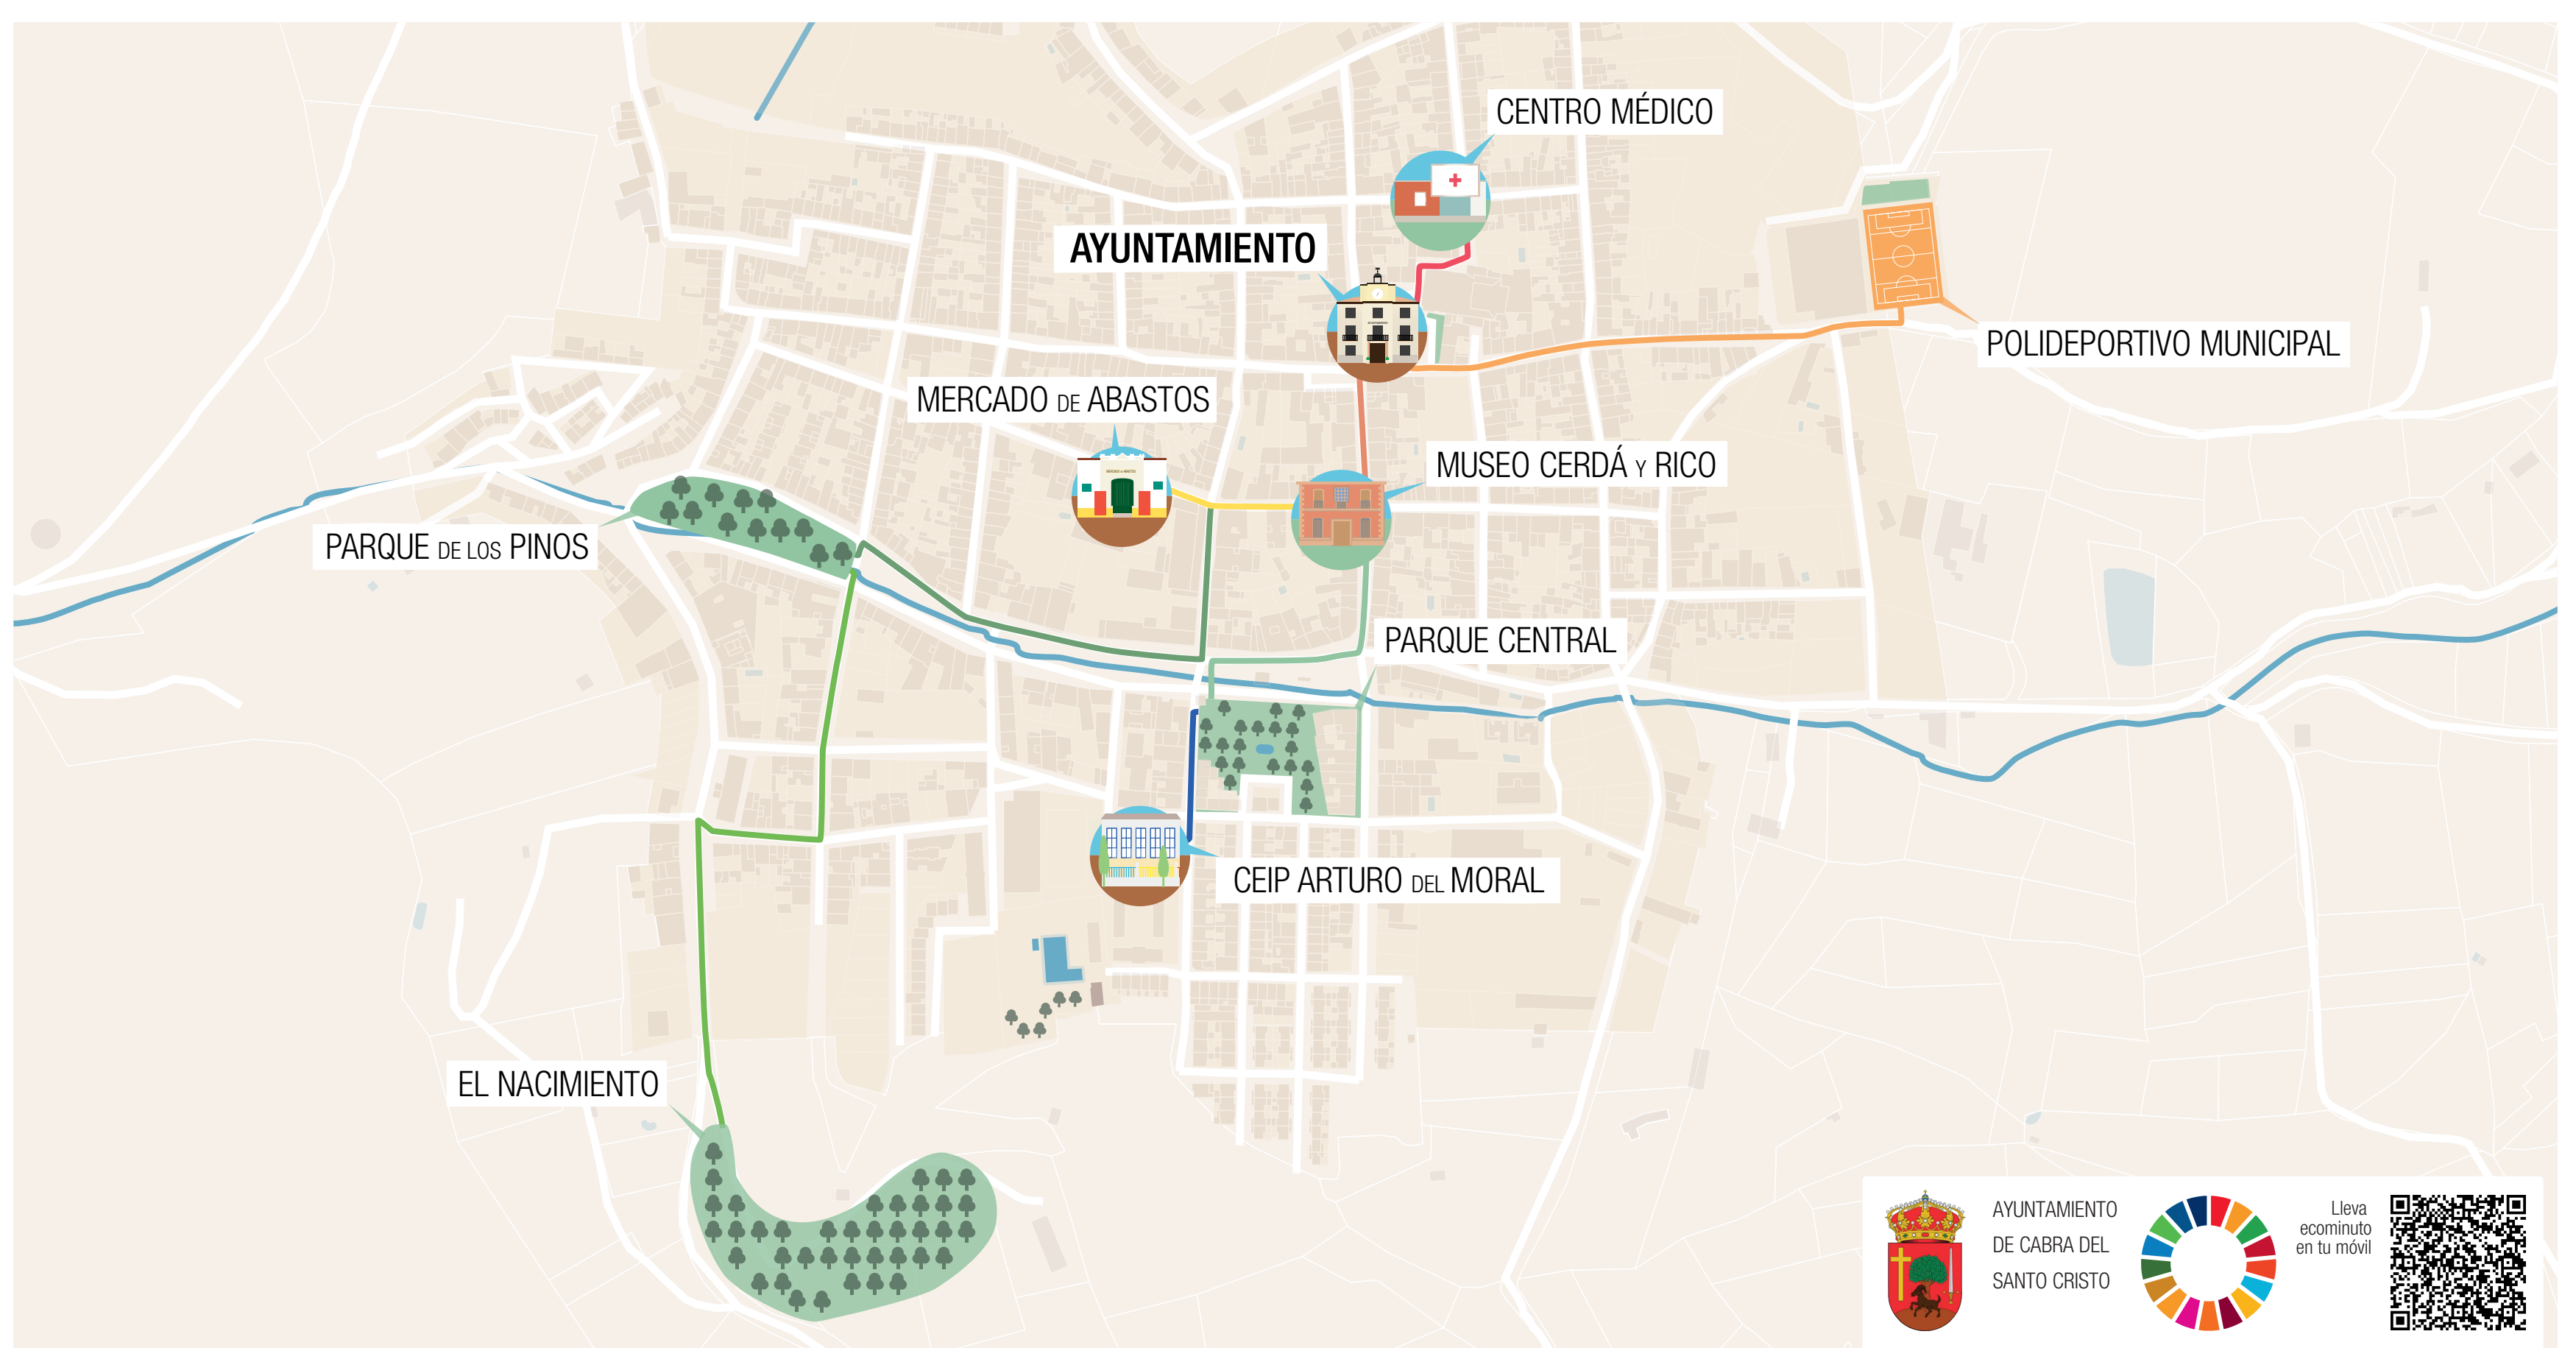 CENTRO MÉDICO
AYUNTAMIENTO
POLIDEPORTIVO MUNICIPAL
MERCADO DE ABASTOS
MUSEO CERDÁ Y RICO
PARQUE DE LOS PINOS
PARQUE CENTRAL
CEIP ARTURO DEL MORAL
EL NACIMIENTO
AYUNTAMIENTO
DE CABRA DEL
SANTO CRISTO
Lleva
ecominuto
en tu móvil